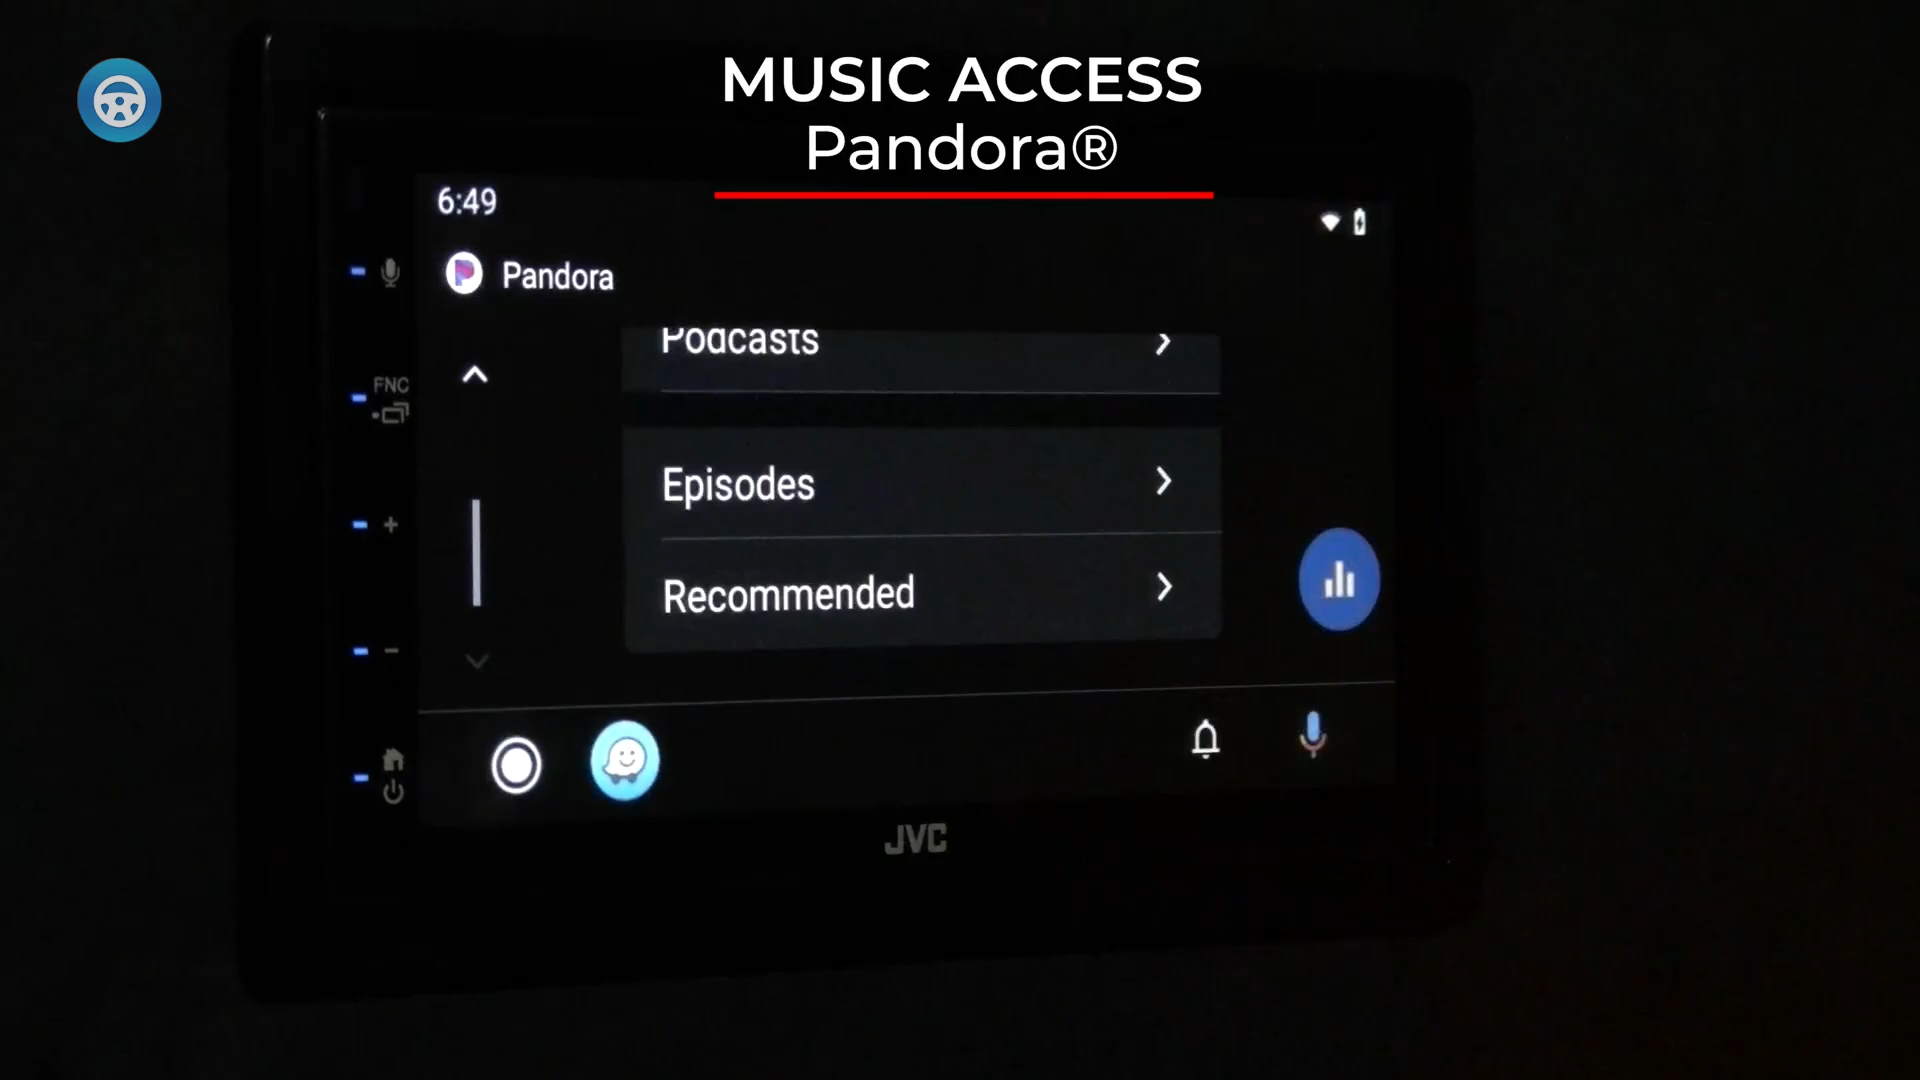 MUSIC ACCESS
Pandora®
6:49
Pandora
Podcasts
FNC
Episodes
Recommended
JVC